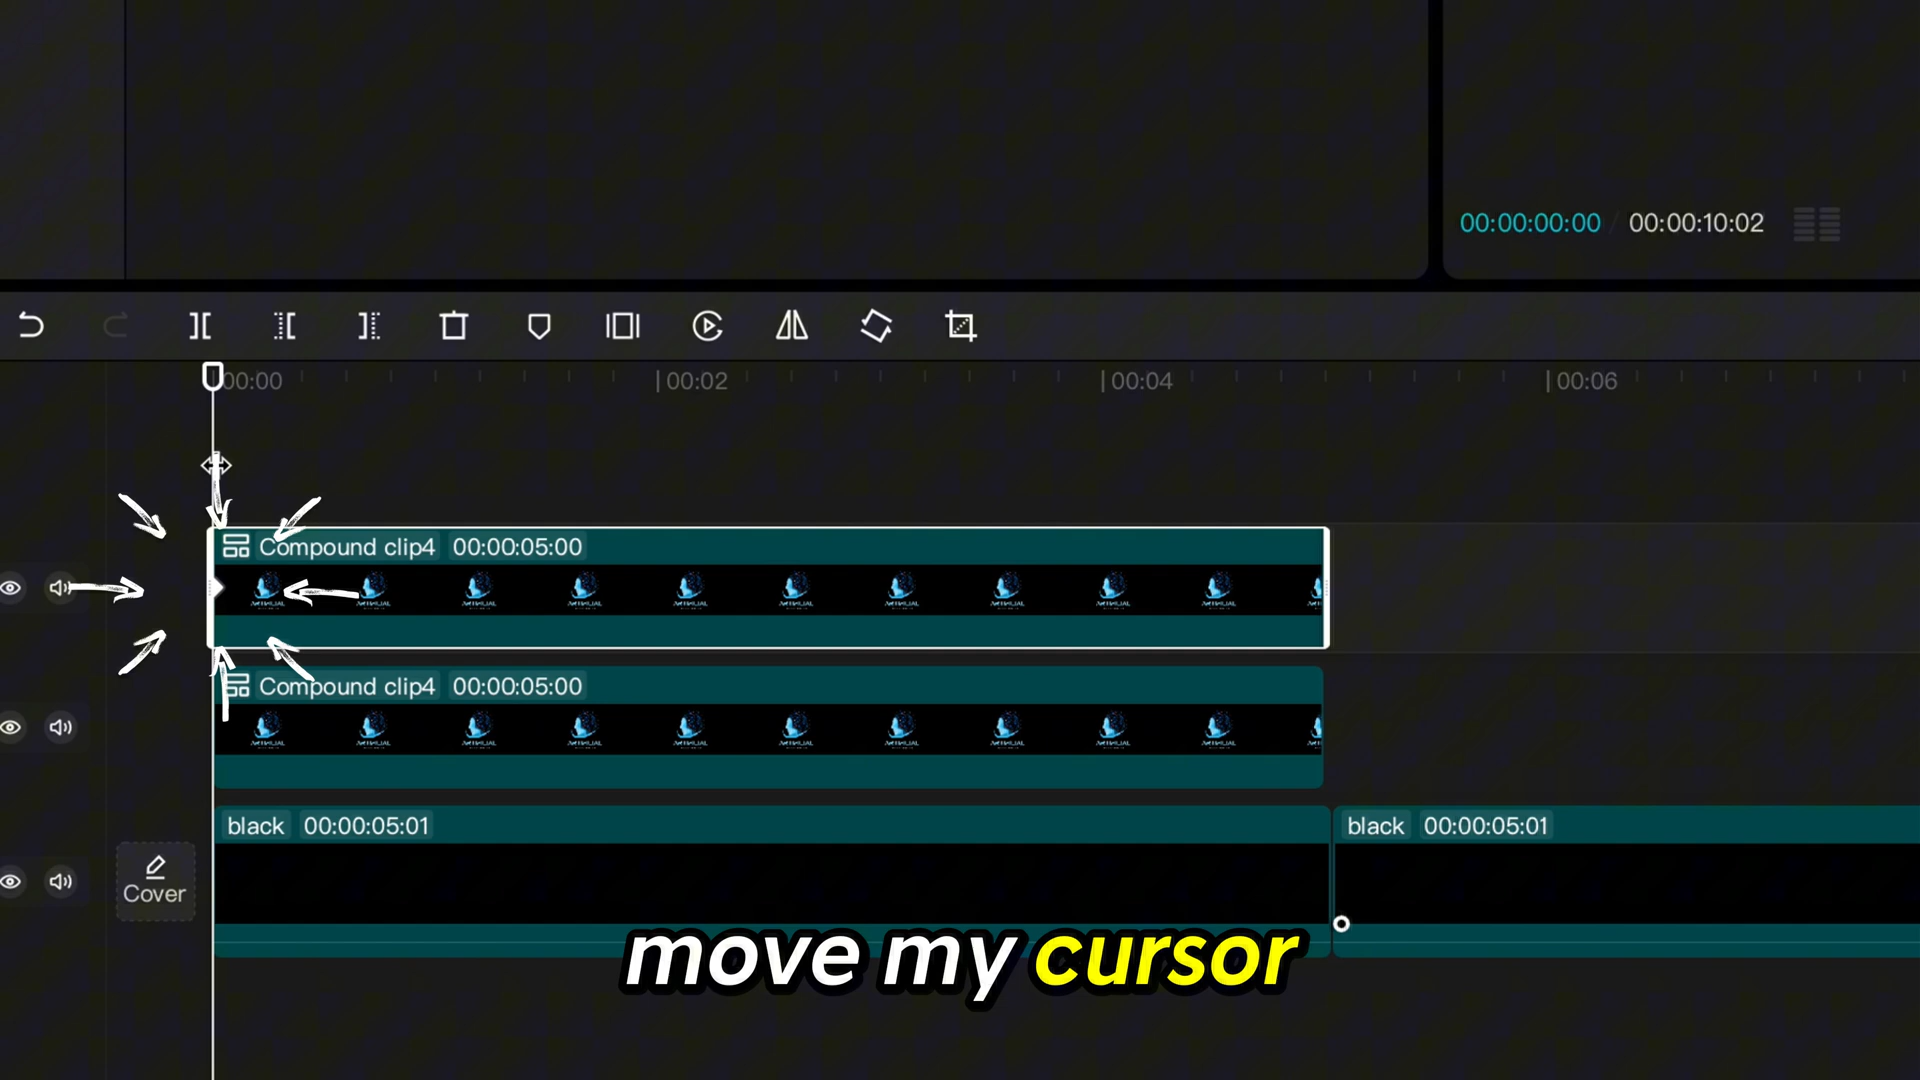 00:00:00:00 / 00:00:10:02
00:00
00:02
00:04
00:06
Compound clip4 00:00:05:00
Compound clip4 00:00:05:00
black 00:00:05:01
black 00:00:05:01
Cover
move my cursor